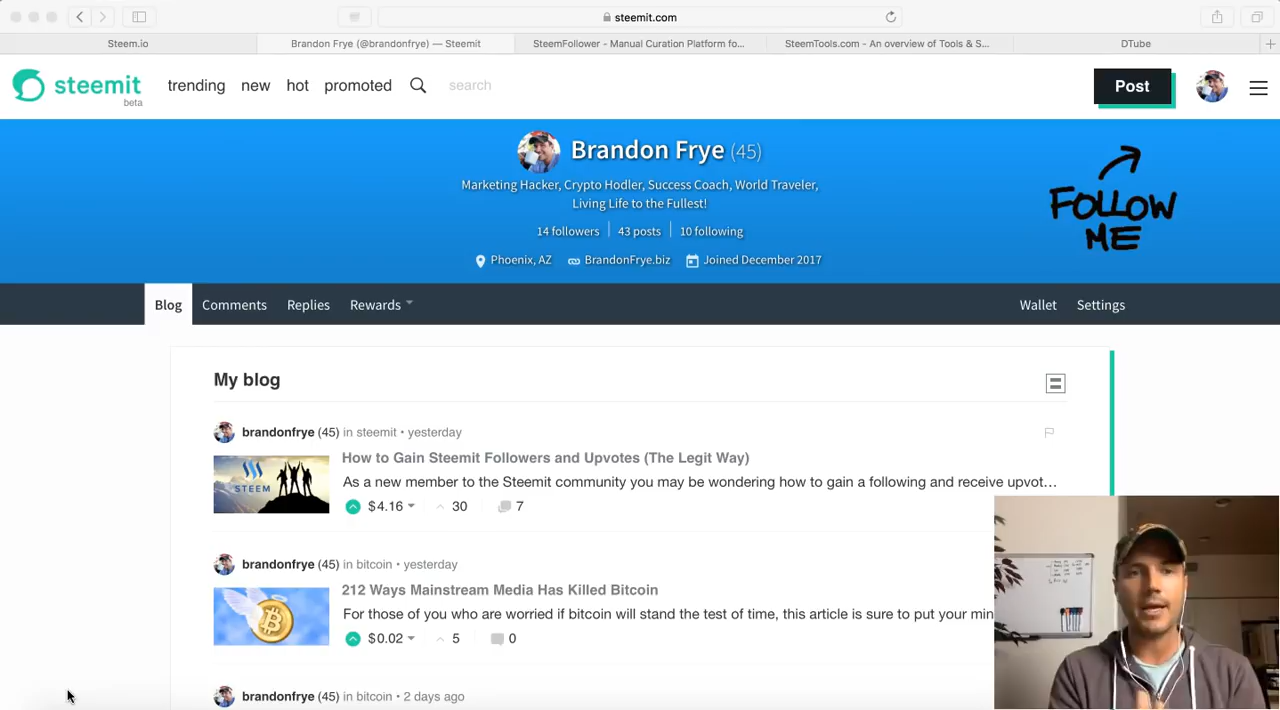 steemit.com
Steem.io
Brandon Frye (@brandonfrye) — Steemit
SteemFollower - Manual Curation Platform fo...
SteemTools.com - An overview of Tools & S...
DTube
steemit
beta
trending
new
hot
promoted
search
Post
Brandon Frye (45)
Marketing Hacker, Crypto Hodler, Success Coach, World Traveler,
Living Life to the Fullest!
14 followers
43 posts
10 following
Phoenix, AZ
BrandonFrye.biz
Joined December 2017
FOLLOW
ME
Blog
Comments
Replies
Rewards
Wallet
Settings
My blog
brandonfrye (45) in steemit • yesterday
How to Gain Steemit Followers and Upvotes (The Legit Way)
As a new member to the Steemit community you may be wondering how to gain a following and receive upvot...
STEEM
$4.16
30
7
brandonfrye (45) in bitcoin • yesterday
212 Ways Mainstream Media Has Killed Bitcoin
For those of you who are worried if bitcoin will stand the test of time, this article is sure to put your min
$0.02
5
0
brandonfrye (45) in bitcoin • 2 days ago